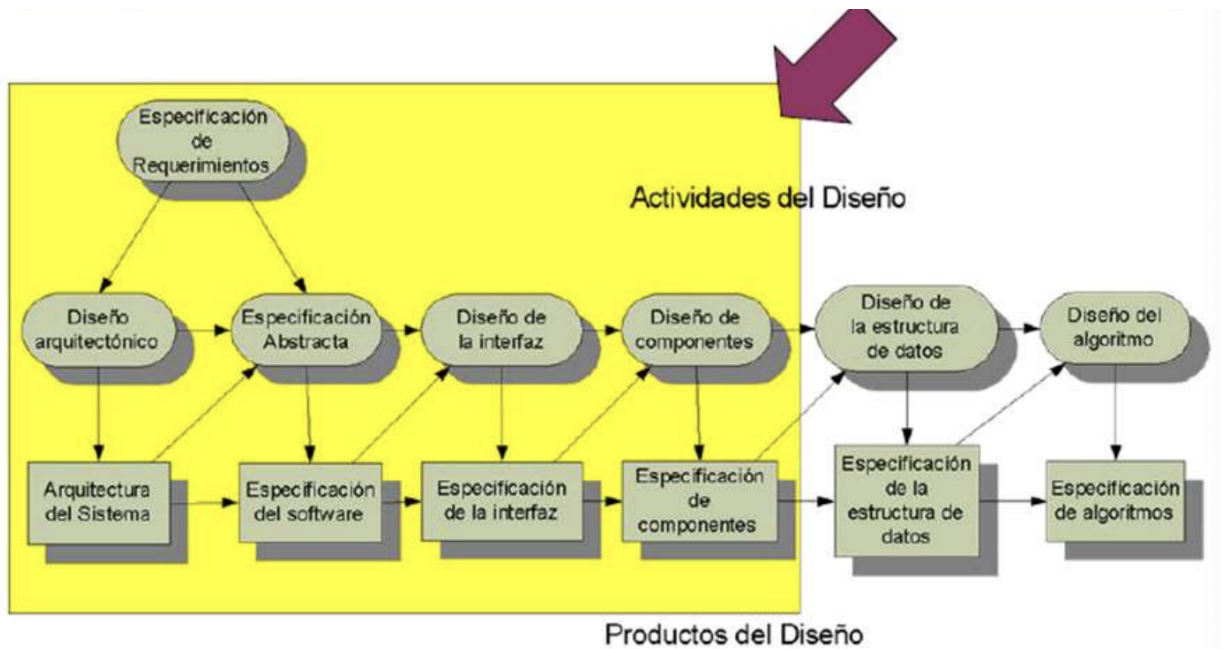 Especificación
de
Requerimientos
Actividades del Diseño
Diseño
arquitectónico
Especificación
Abstracta
Diseño de
la interfaz
Diseño de
componentes
Diseño de
la estructura
de datos
Diseño del
algoritmo
Arquitectura
del Sistema
Especificación
del software
Especificación
de la interfaz
Especificación
de
componentes
Especificación
de la
estructura de
datos
Especificación
de algoritmos
Productos del Diseño